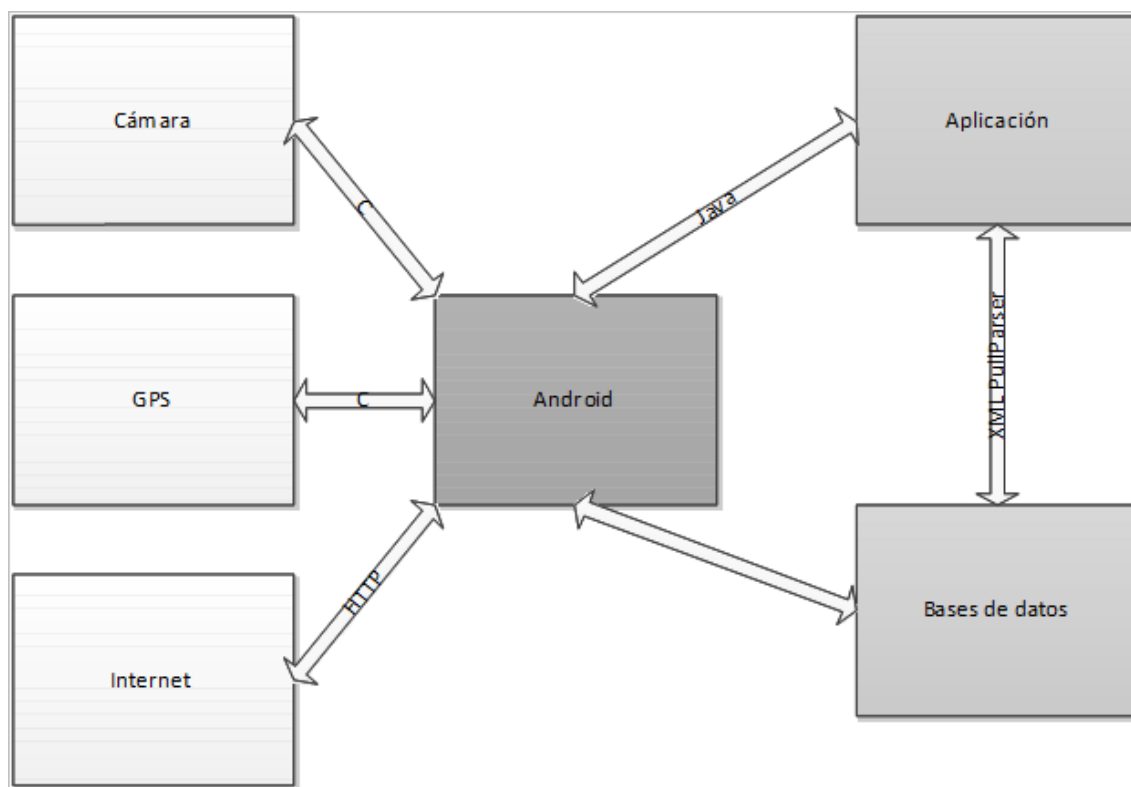 Cámara
Aplicación
C
Java
GPS
C
Android
XML PullParser
HTTP
Internet
Bases de datos